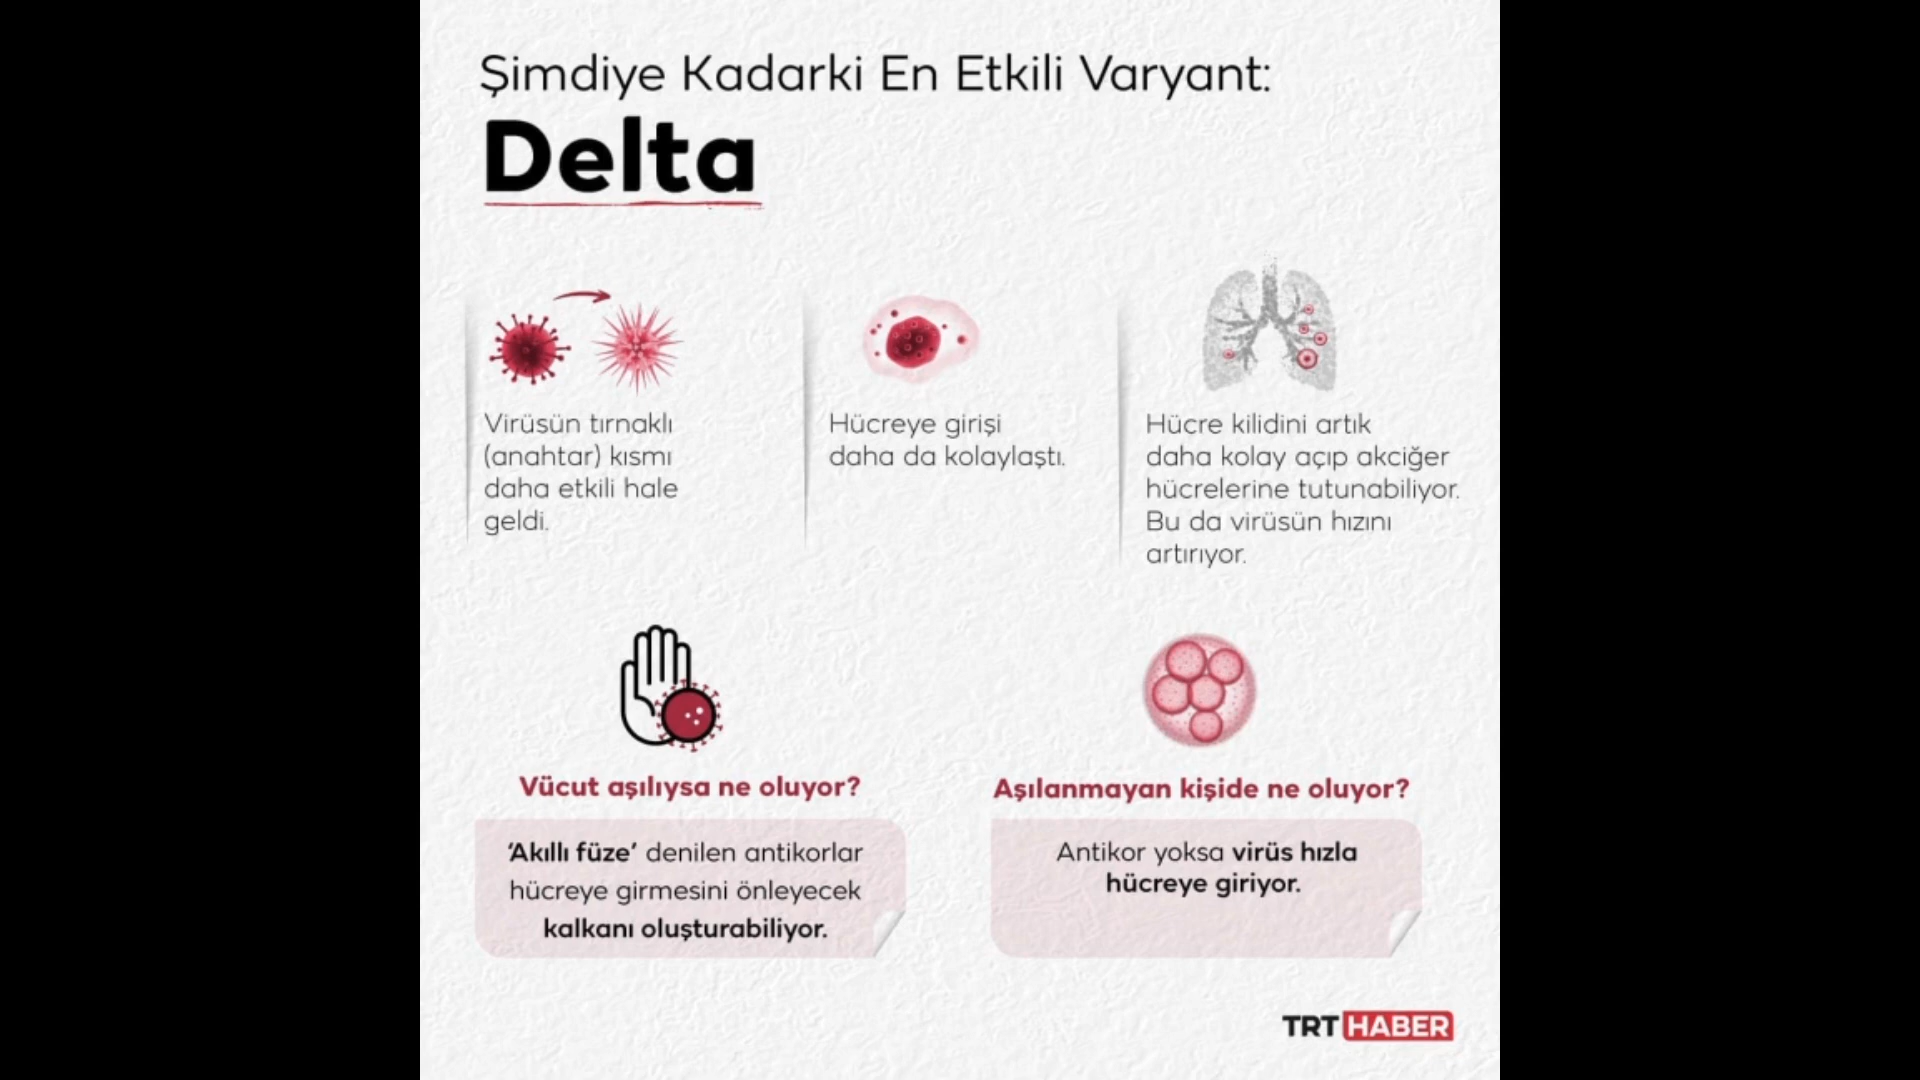 Şimdiye Kadarki En Etkili Varyant:
Delta
Virüsün tırnaklı
(anahtar) kısmı
daha etkili hale
geldi.
Hücreye girişi
daha da kolaylaştı.
Hücre kilidini artık
daha kolay açıp akciğer
hücrelerine tutunabiliyor.
Bu da virüsün hızını
artırıyor.
Vücut aşılıysa ne oluyor?
‘Akıllı füze’ denilen antikorlar
hücreye girmesini önleyecek
kalkanı oluşturabiliyor.
Aşılanmayan kişide ne oluyor?
Antikor yoksa virüs hızla
hücreye giriyor.
TRT HABER